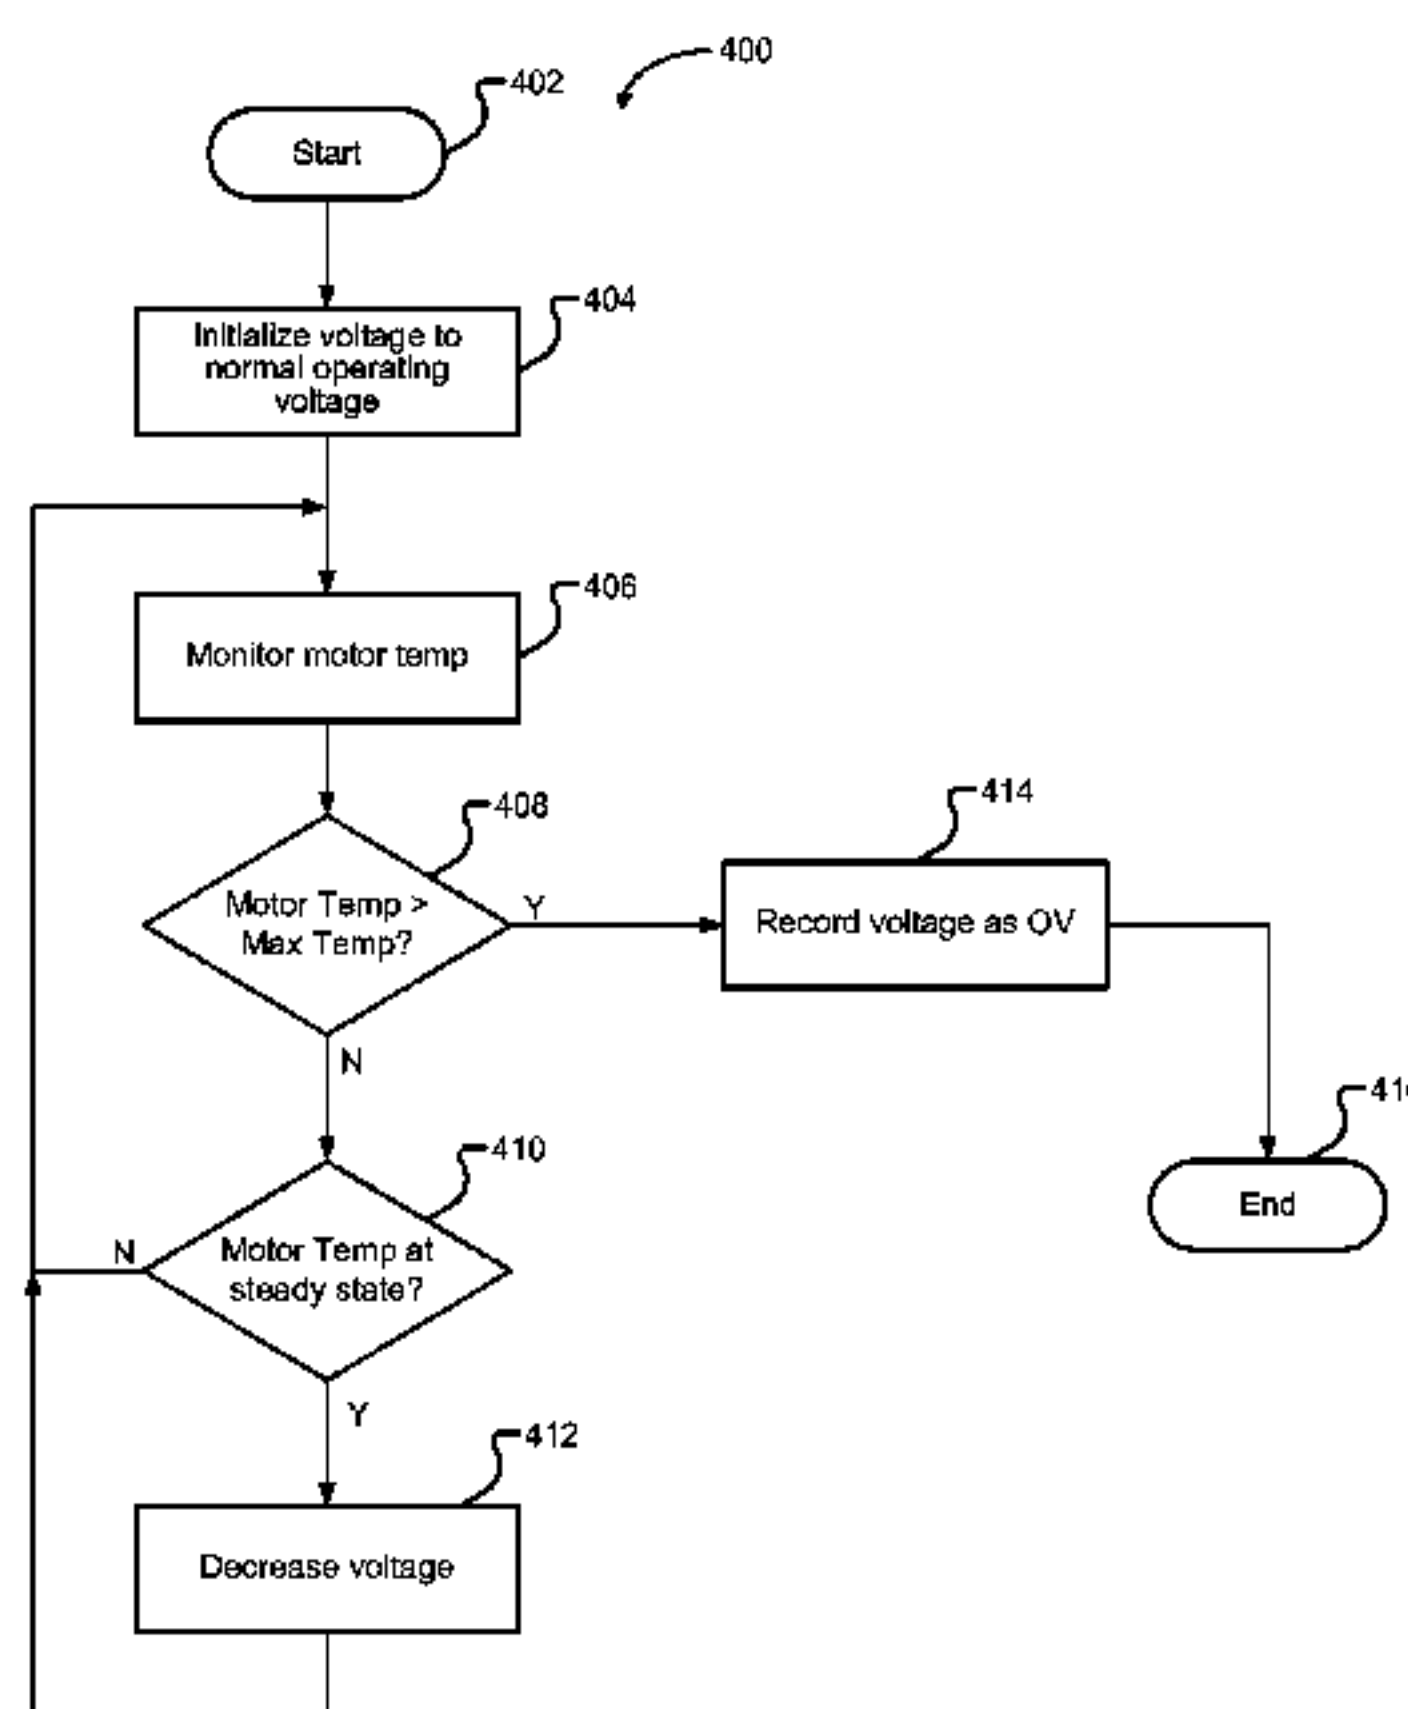 400
402
Start
404
Initialize voltage to
normal operating
voltage
406
Monitor motor temp
408
Motor Temp >
Max Temp?
Y
414
Record voltage as OV
N
410
Motor Temp at
steady state?
N
End
Y
412
Decrease voltage